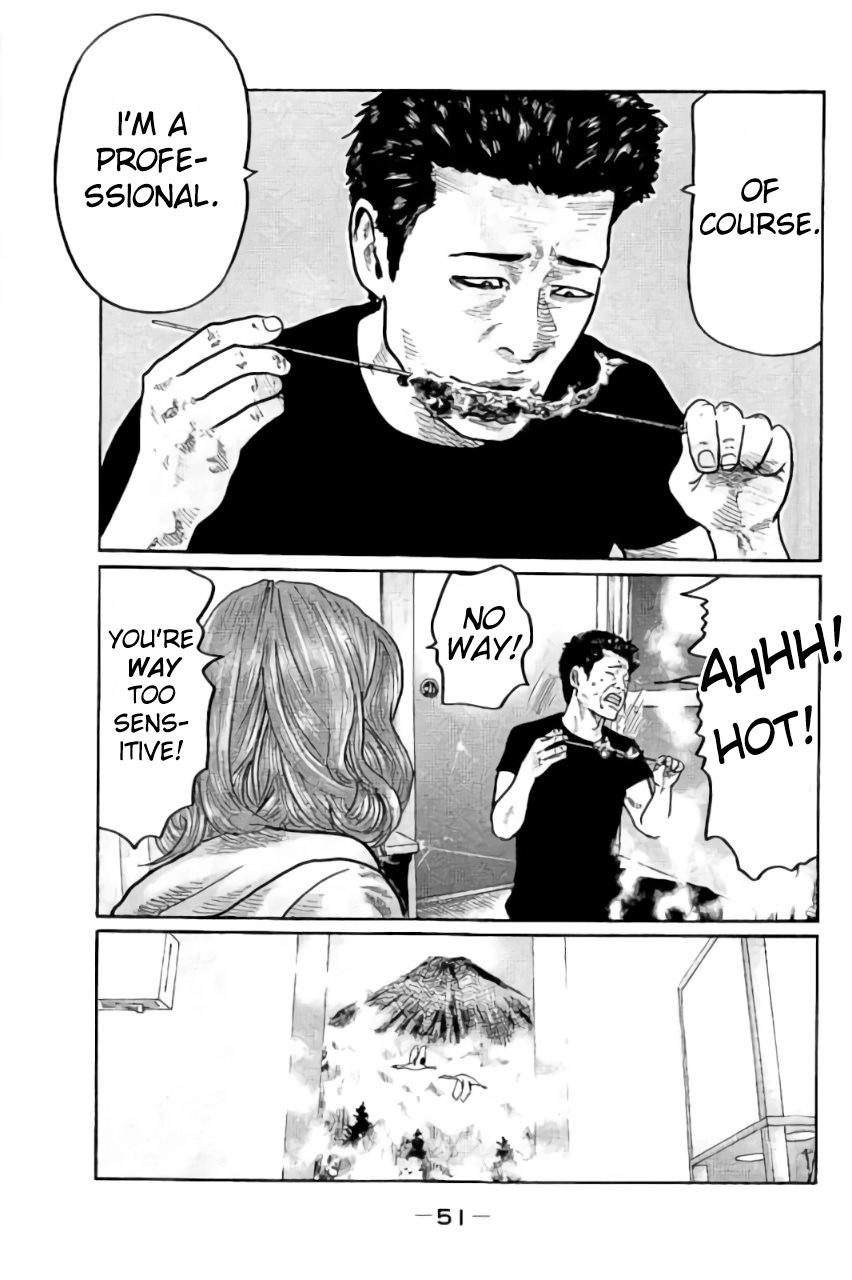 OF
COURSE.
I'M A
PROFE-
SSIONAL.
AHHH!
HOT!
NO
WAY!
YOU'RE
WAY
TOO
SENS-
ITIVE!
—51—